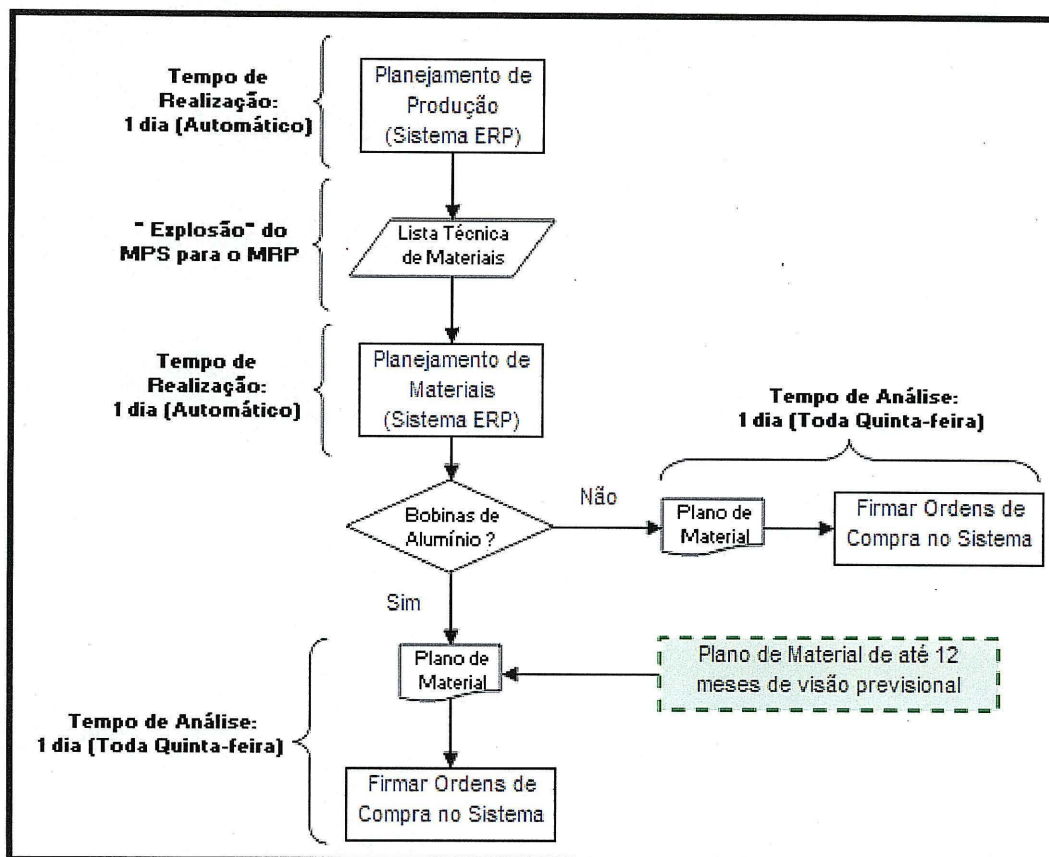 Tempo de
Realização:
1 dia (Automático)
Planejamento de
Produção
(Sistema ERP)
" Explosão" do
MPS para o MRP
Lista Técnica
de Materiais
Tempo de
Realização:
1 dia (Automático)
Planejamento de
Materiais
(Sistema ERP)
Tempo de Análise:
1 dia (Toda Quinta-feira)
Bobinas de
Alumínio ?
Não
Plano de
Material
Firmar Ordens de
Compra no Sistema
Sim
Plano de
Material
Plano de Material de até 12
meses de visão previsional
Tempo de Análise:
1 dia (Toda Quinta-feira)
Firmar Ordens de
Compra no Sistema